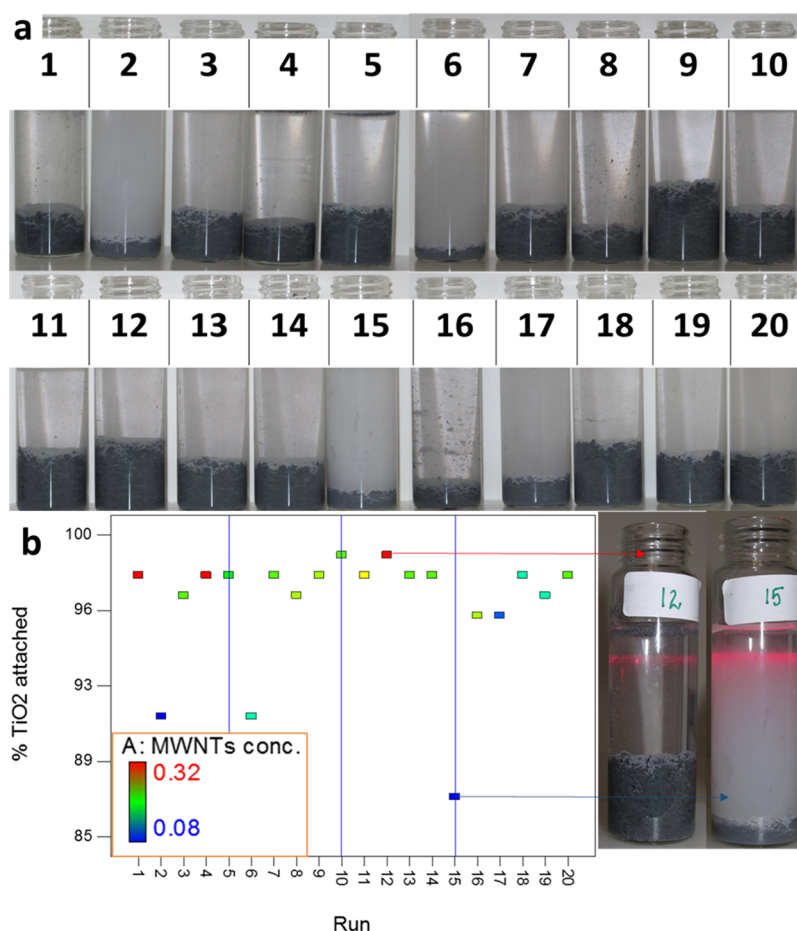 a
1 2 3 4 5 6 7 8 9 10
11 12 13 14 15 16 17 18 19 20
b
100
96
93
89
85
% TiO2 attached
A: MWNTs conc.
0.32
0.08
1 2 3 4 5 6 7 8 9 10 11 12 13 14 15 16 17 18 19 20
Run
12
15